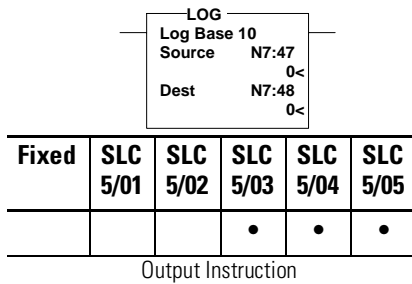 LOG
Log Base 10
Source N7:47
0<
Dest N7:48
0<
Fixed SLC 5/01 SLC 5/02 SLC 5/03 SLC 5/04 SLC 5/05
• • •
Output Instruction